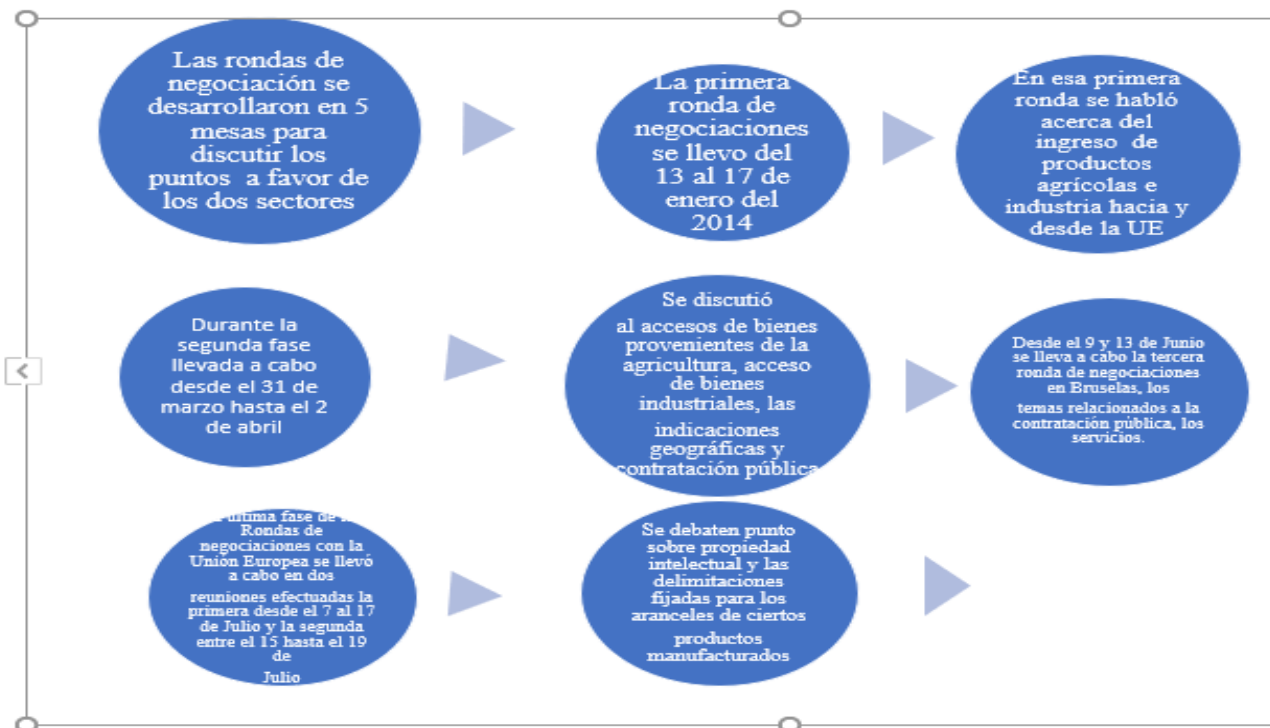 Las rondas de
negociación se
desarrollaron en 5
mesas para
discutir los
puntos a favor de
los dos sectores
La primera
ronda de
negociaciones
se llevo del
13 al 17 de
enero del
2014
En esa primera
ronda se habló
acerca del
ingreso de
productos
agrícolas e
industria hacia y
desde la UE
Durante la
segunda fase
llevada a cabo
desde el 31 de
marzo hasta el 2
de abril
Se discutió
al accesos de bienes
provenientes de la
agricultura, acceso
de bienes
industriales, las
indicaciones
geográficas y
contratación pública
Desde el 9 y 13 de Junio
se lleva a cabo la tercera
ronda de negociaciones
en Bruselas, los
temas relacionados a la
contratación pública, los
servicios.
ultima fase de
Rondas de
negociaciones con la
Unión Europea se llevó
a cabo en dos
reuniones efectuadas la
primera desde el 7 al 17
de Julio y la segunda
entre el 15 hasta el 19
de
Julio
Se debaten punto
sobre propiedad
intelectual y las
delimitaciones
fijadas para los
aranceles de ciertos
productos
manufacturados